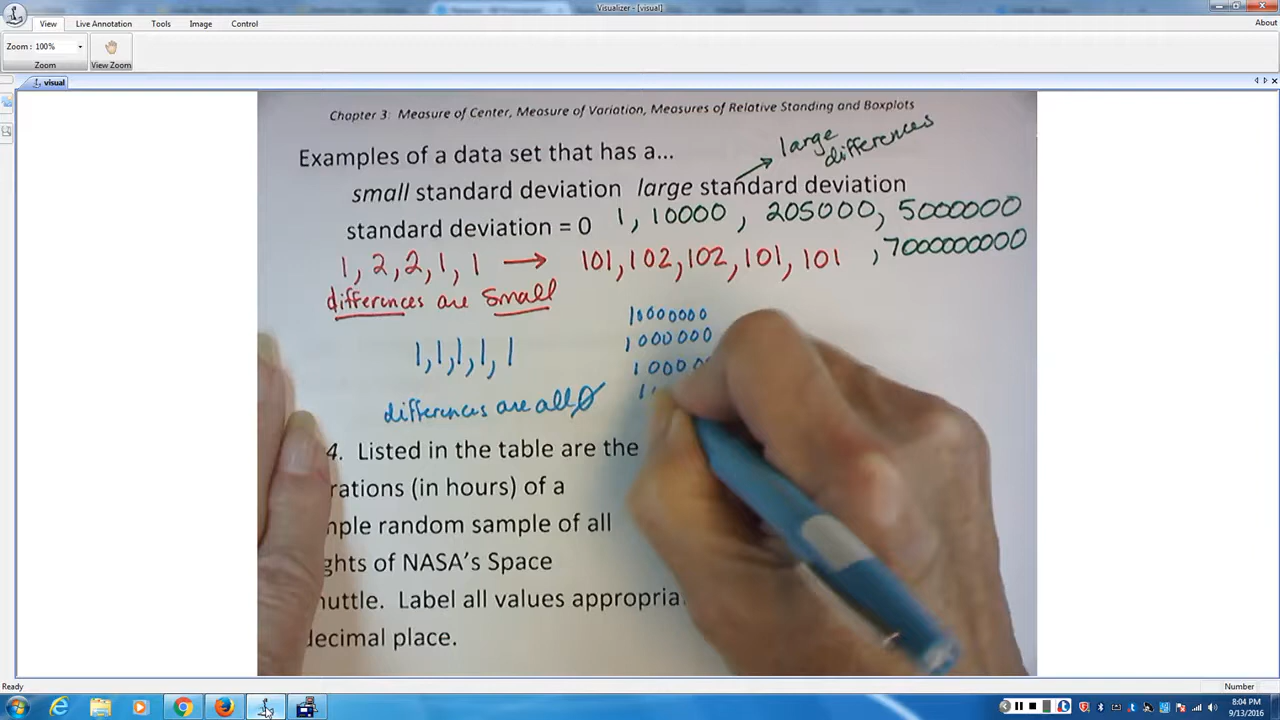 Visualizer - [visual]
View Live Annotation Tools Image Control
About
Zoom : 100%
Zoom View Zoom
visual
Chapter 3: Measure of Center, Measure of Variation, Measures of Relative Standing and Boxplots
large
differences
Examples of a data set that has a...
small standard deviation large standard deviation
standard deviation = 0 1, 10000, 205000, 5000000
1, 2, 2, 1, 1 → 101, 102, 102, 101, 101 , 7000000000
differences are small
10000000
1, 1, 1, 1, 1 1000000
10000
differences are all 0
4. Listed in the table are the
rations (in hours) of a
mple random sample of all
ghts of NASA's Space
huttle. Label all values appropria
decimal place.
Ready Number
8:04 PM
9/13/2016